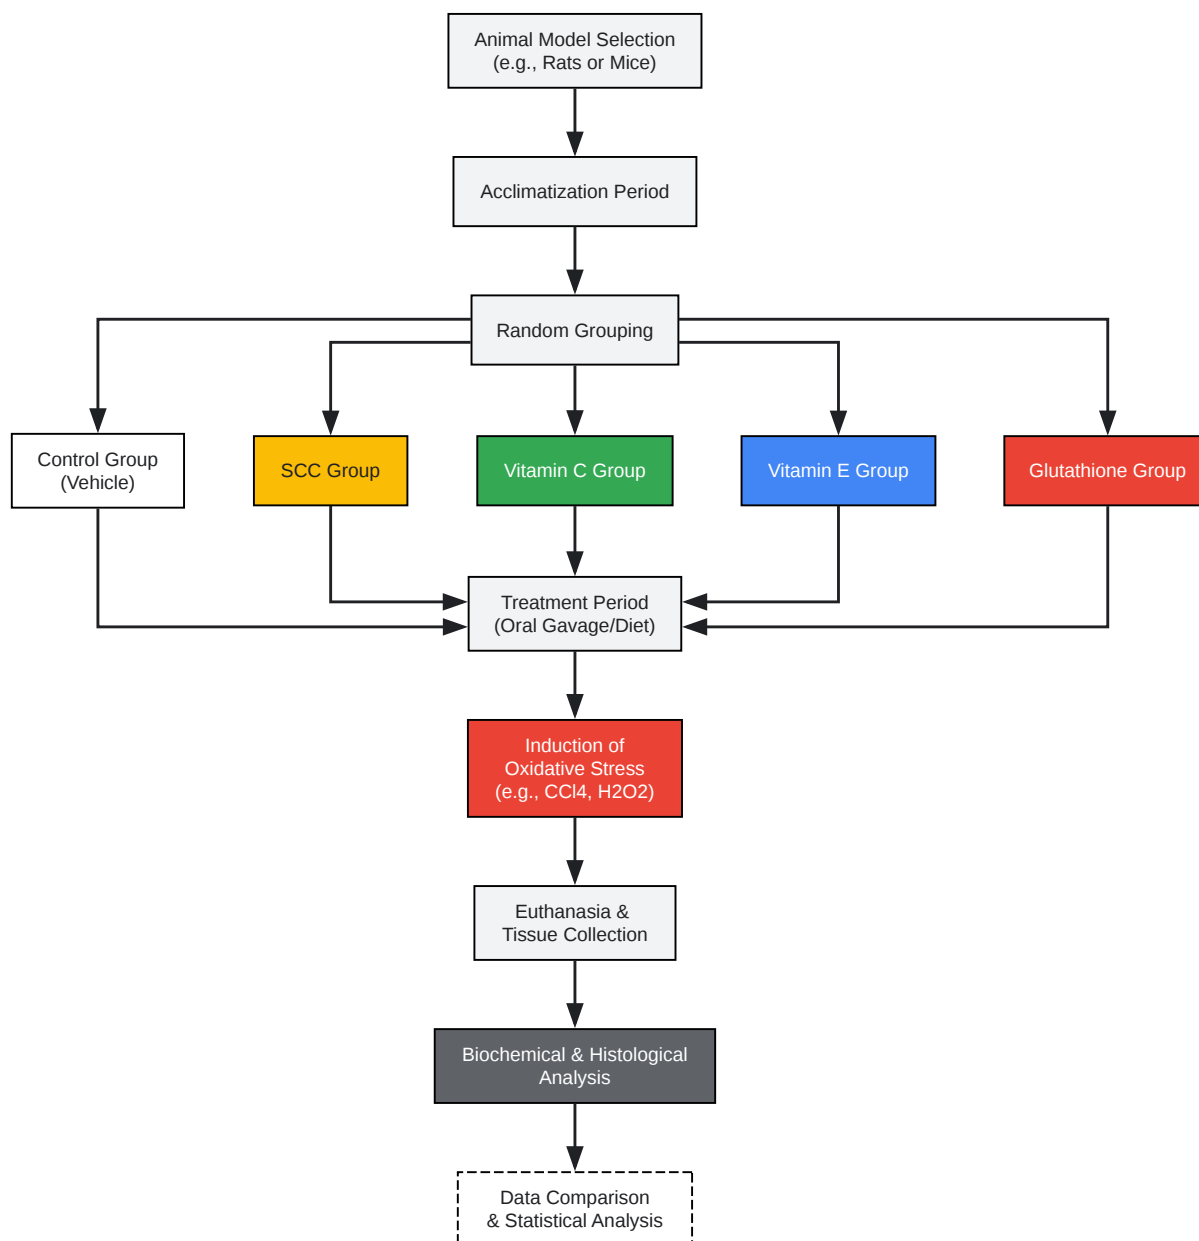 Animal Model Selection
(e.g., Rats or Mice)
Acclimatization Period
Random Grouping
Control Group
(Vehicle)
SCC Group
Vitamin C Group
Vitamin E Group
Glutathione Group
Treatment Period
(Oral Gavage/Diet)
Induction of
Oxidative Stress
(e.g., CCl4, H2O2)
Euthanasia &
Tissue Collection
Biochemical & Histological
Analysis
Data Comparison
& Statistical Analysis